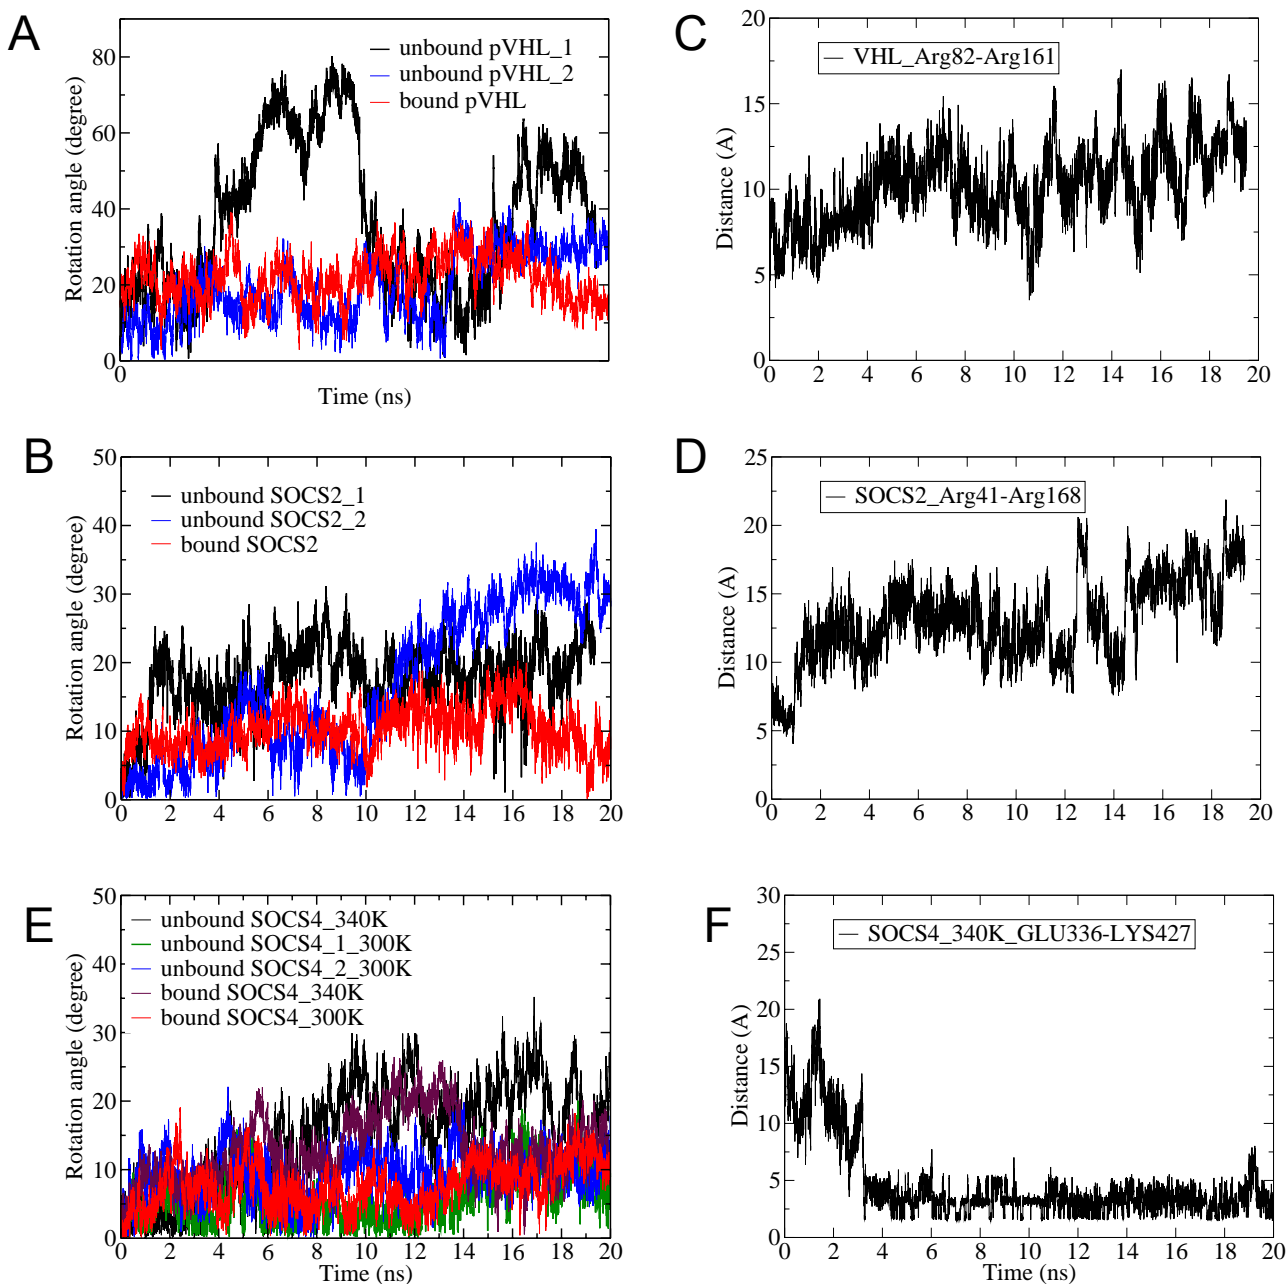 A
unbound pVHL_1
unbound pVHL_2
bound pVHL
Rotation angle (degree)
80
60
40
20
0
0
Time (ns)
C
VHL_Arg82-Arg161
Distance (A)
20
15
10
5
0
0 2 4 6 8 10 12 14 16 18 20
B
unbound SOCS2_1
unbound SOCS2_2
bound SOCS2
Rotation angle (degree)
50
40
30
20
10
0
0 2 4 6 8 10 12 14 16 18 20
D
SOCS2_Arg41-Arg168
Distance (A)
25
20
15
10
5
0
0 2 4 6 8 10 12 14 16 18 20
E
unbound SOCS4_340K
unbound SOCS4_1_300K
unbound SOCS4_2_300K
bound SOCS4_340K
bound SOCS4_300K
Rotation angle (degree)
50
40
30
20
10
0
0 2 4 6 8 10 12 14 16 18 20
Time (ns)
F
SOCS4_340K_GLU336-LYS427
Distance (A)
30
25
20
15
10
5
0
0 2 4 6 8 10 12 14 16 18 20
Time (ns)